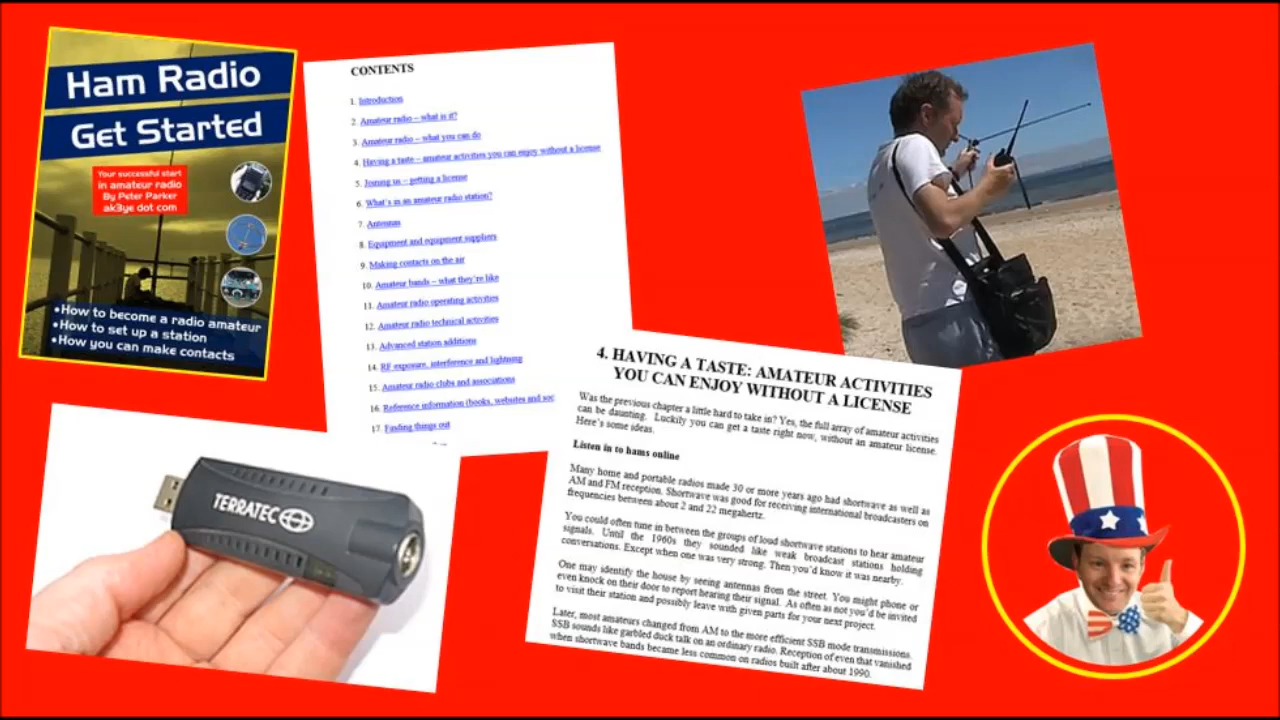 Ham Radio
Get Started
Your successful start
in amateur radio
By Peter Parker
ak3ye dot com
•How to become a radio amateur
•How to set up a station
•How you can make contacts
CONTENTS
1. Introduction
2. Amateur radio – what is it?
3. Amateur radio – what you can do
4. Having a taste – amateur activities you can enjoy without a license
5. Joining us – getting a license
6. What's in an amateur radio station?
7. Antennas
8. Equipment and equipment suppliers
9. Making contacts on the air
10. Amateur bands – what they're like
11. Amateur radio operating activities
12. Amateur radio technical activities
13. Advanced station additions
14. RF exposure, interference and lightning
15. Amateur radio clubs and associations
16. Reference information (books, websites and soc
17. Finding things out
4. HAVING A TASTE: AMATEUR ACTIVITIES
YOU CAN ENJOY WITHOUT A LICENSE
Was the previous chapter a little hard to take in? Yes, the full array of amateur activities
can be daunting. Luckily you can get a taste right now, without an amateur license.
Here's some ideas.
Listen in to hams online
Many home and portable radios made 30 or more years ago had shortwave as well as
AM and FM reception. Shortwave was good for receiving international broadcasters on
frequencies between about 2 and 22 megahertz.
You could often tune in between the groups of loud shortwave stations to hear amateur
signals. Until the 1960s they sounded like weak broadcast stations holding
conversations. Except when one was very strong. Then you'd know it was nearby.
One may identify the house by seeing antennas from the street. You might phone or
even knock on their door to report hearing their signal. As often as not you'd be invited
to visit their station and possibly leave with given parts for your next project.
Later, most amateurs changed from AM to the more efficient SSB mode transmissions.
SSB sounds like garbled duck talk on an ordinary radio. Reception of even that vanished
when shortwave bands became less common on radios built after about 1990.
TERRATEC